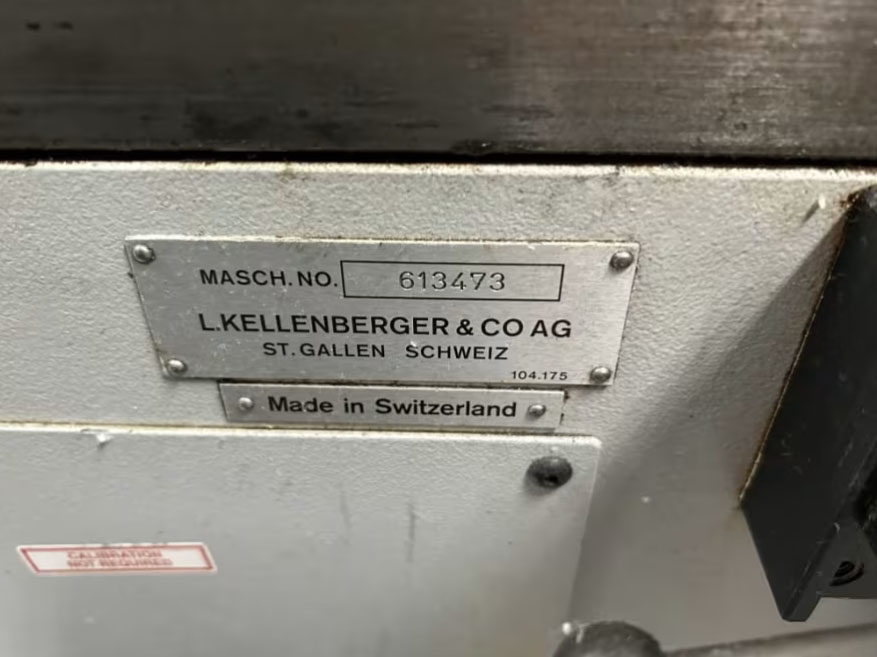 MASCH.NO. 613473
L.KELLENBERGER & CO AG
ST.GALLEN SCHWEIZ
104.175
Made in Switzerland
CALIBRATION
NOT REQUIRED